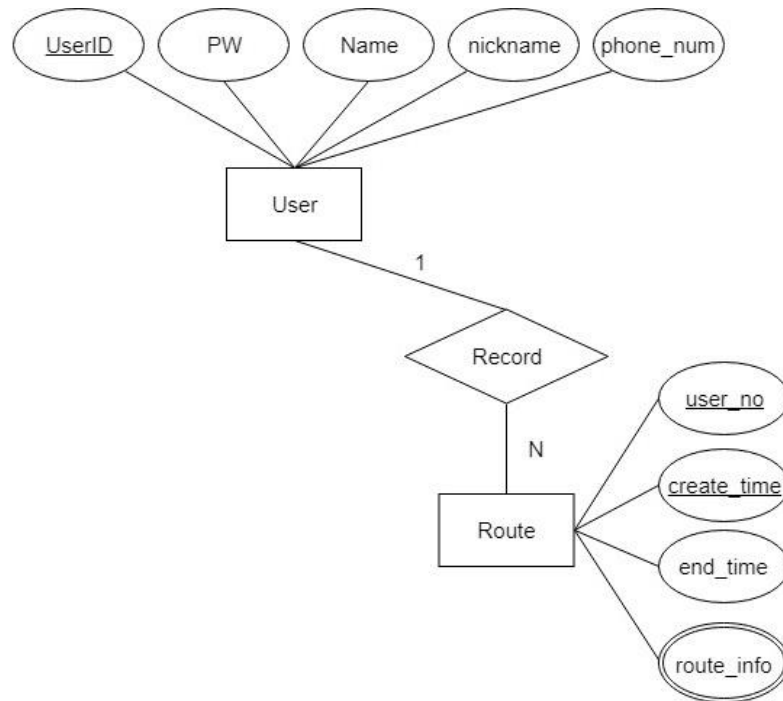 UserID
PW
Name
nickname
phone_num
User
1
Record
user_no
N
create_time
Route
end_time
route_info